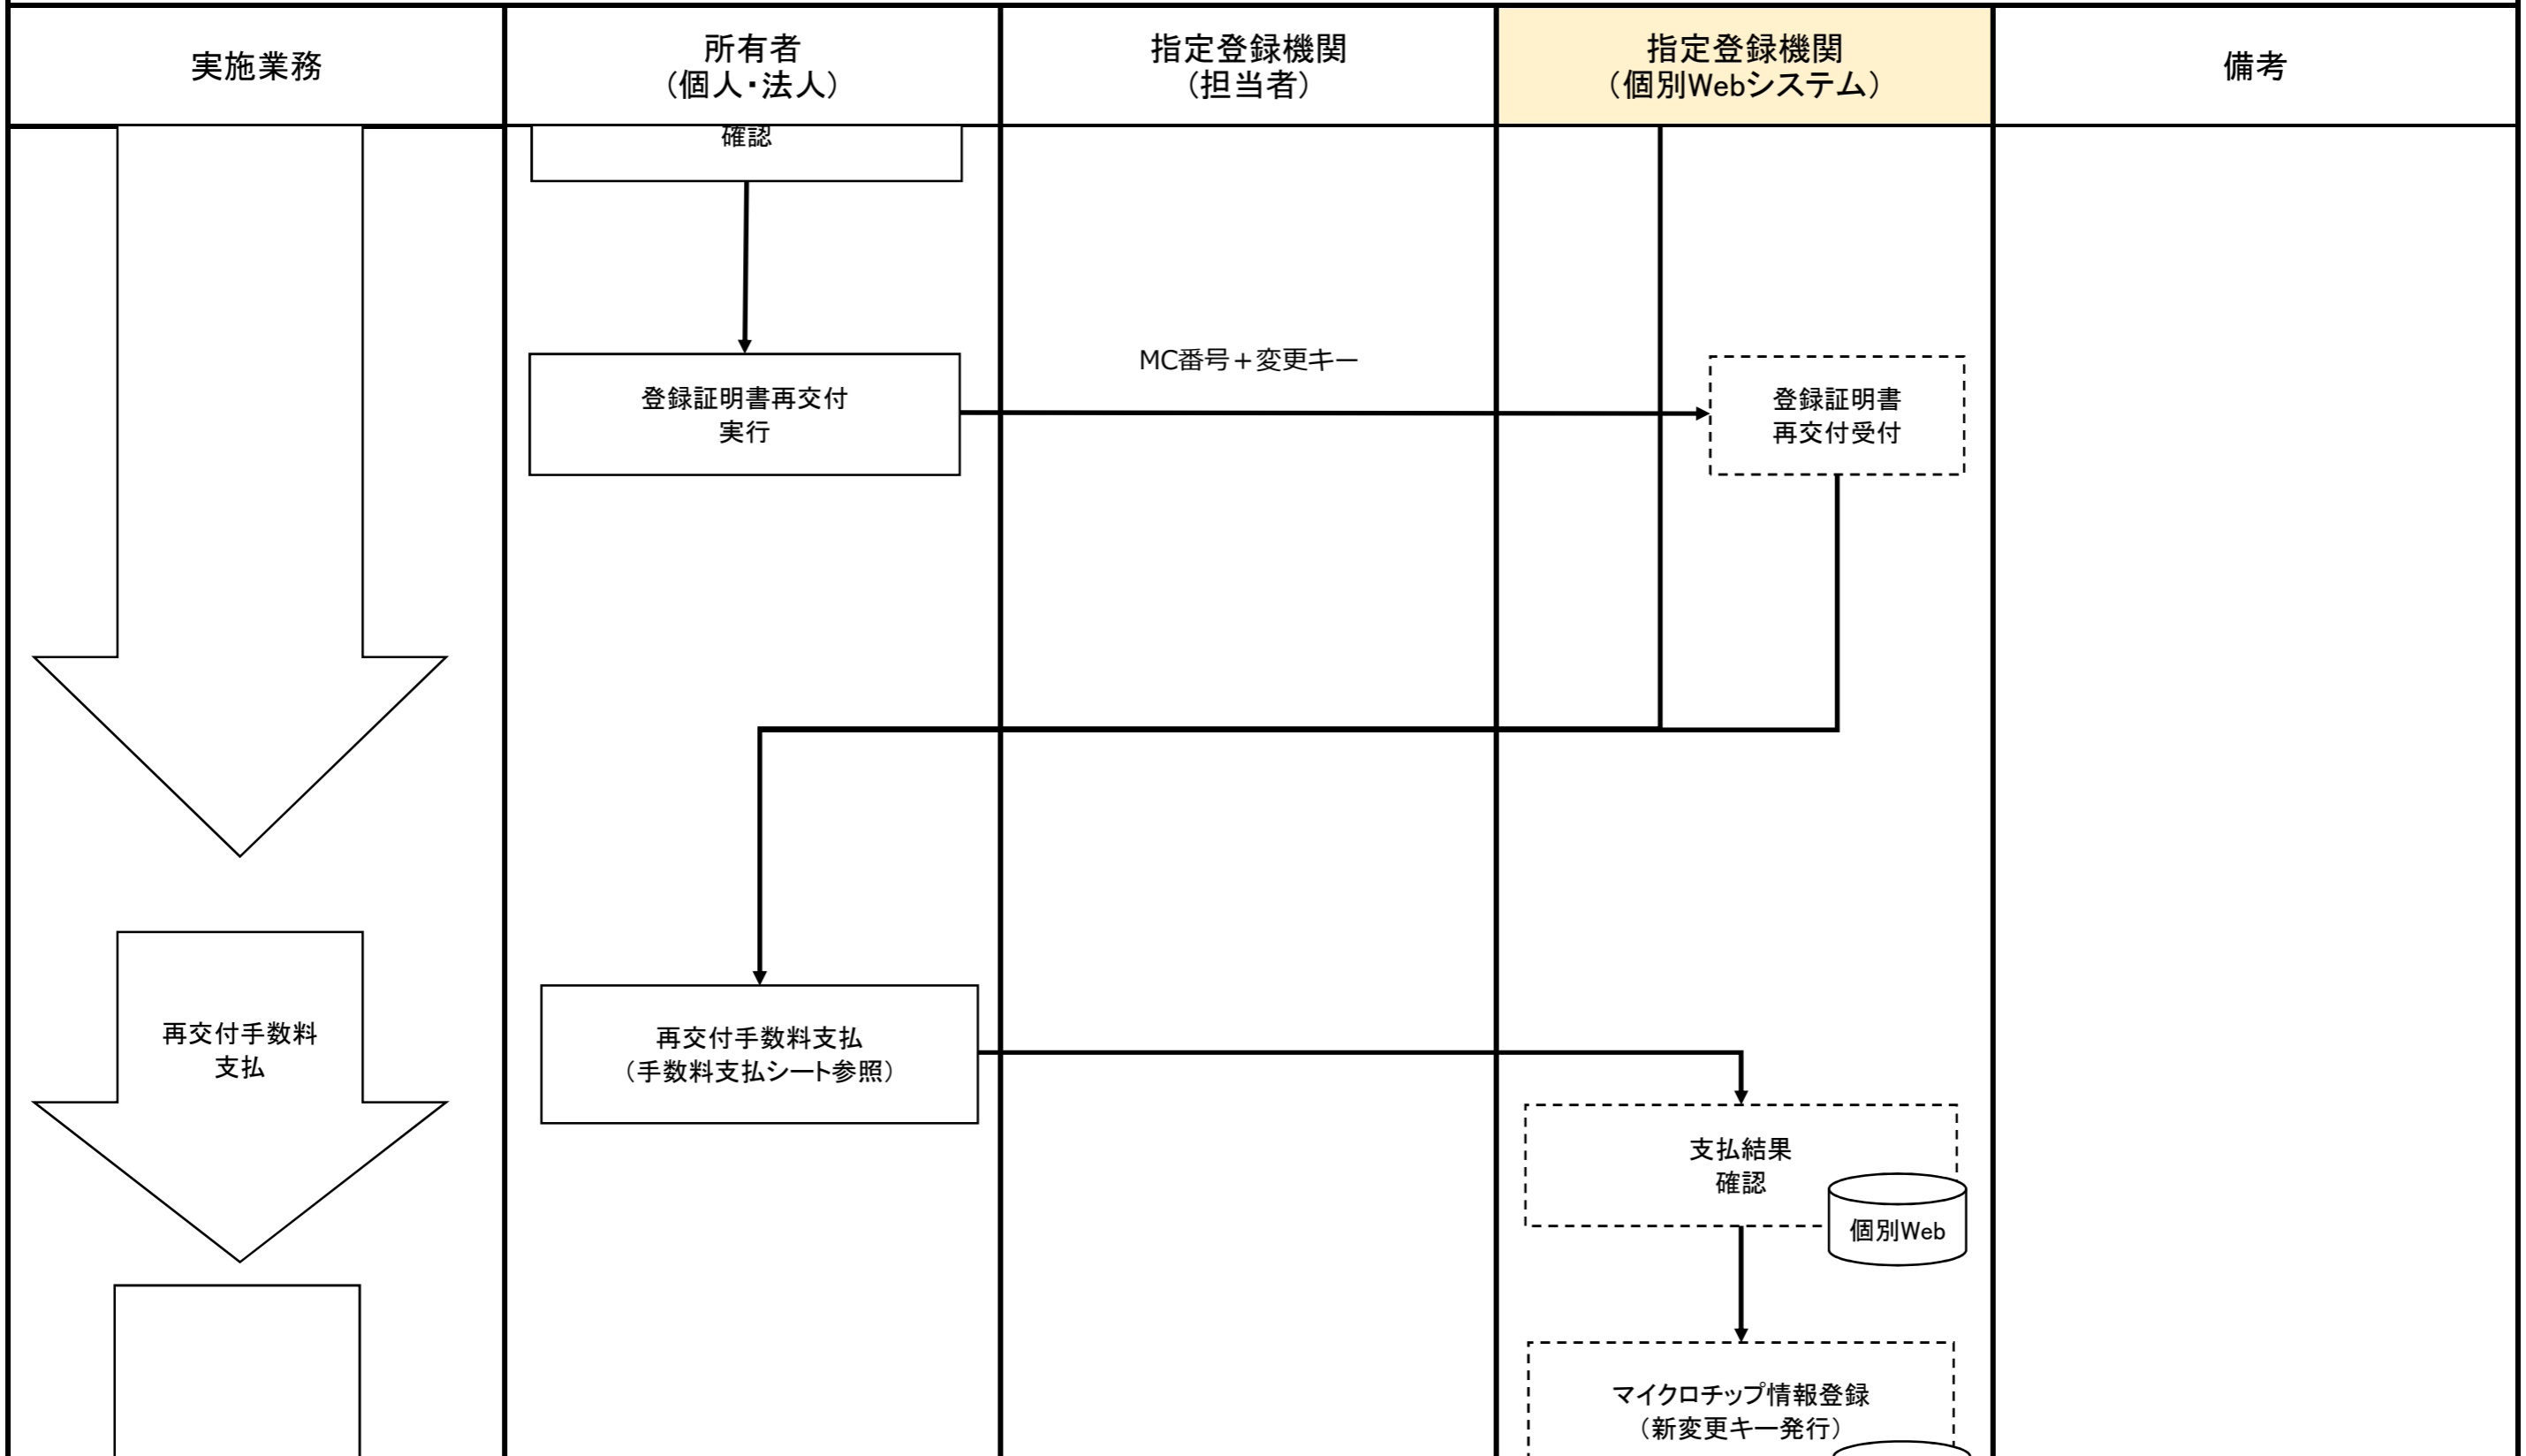 実施業務
所有者
（個人・法人）
指定登録機関
（担当者）
指定登録機関
（個別Webシステム）
備考
確認
登録証明書再交付
実行
MC番号＋変更キー
登録証明書
再交付受付
再交付手数料
支払
再交付手数料支払
（手数料支払シート参照）
支払結果
確認
個別Web
マイクロチップ情報登録
（新変更キー発行）